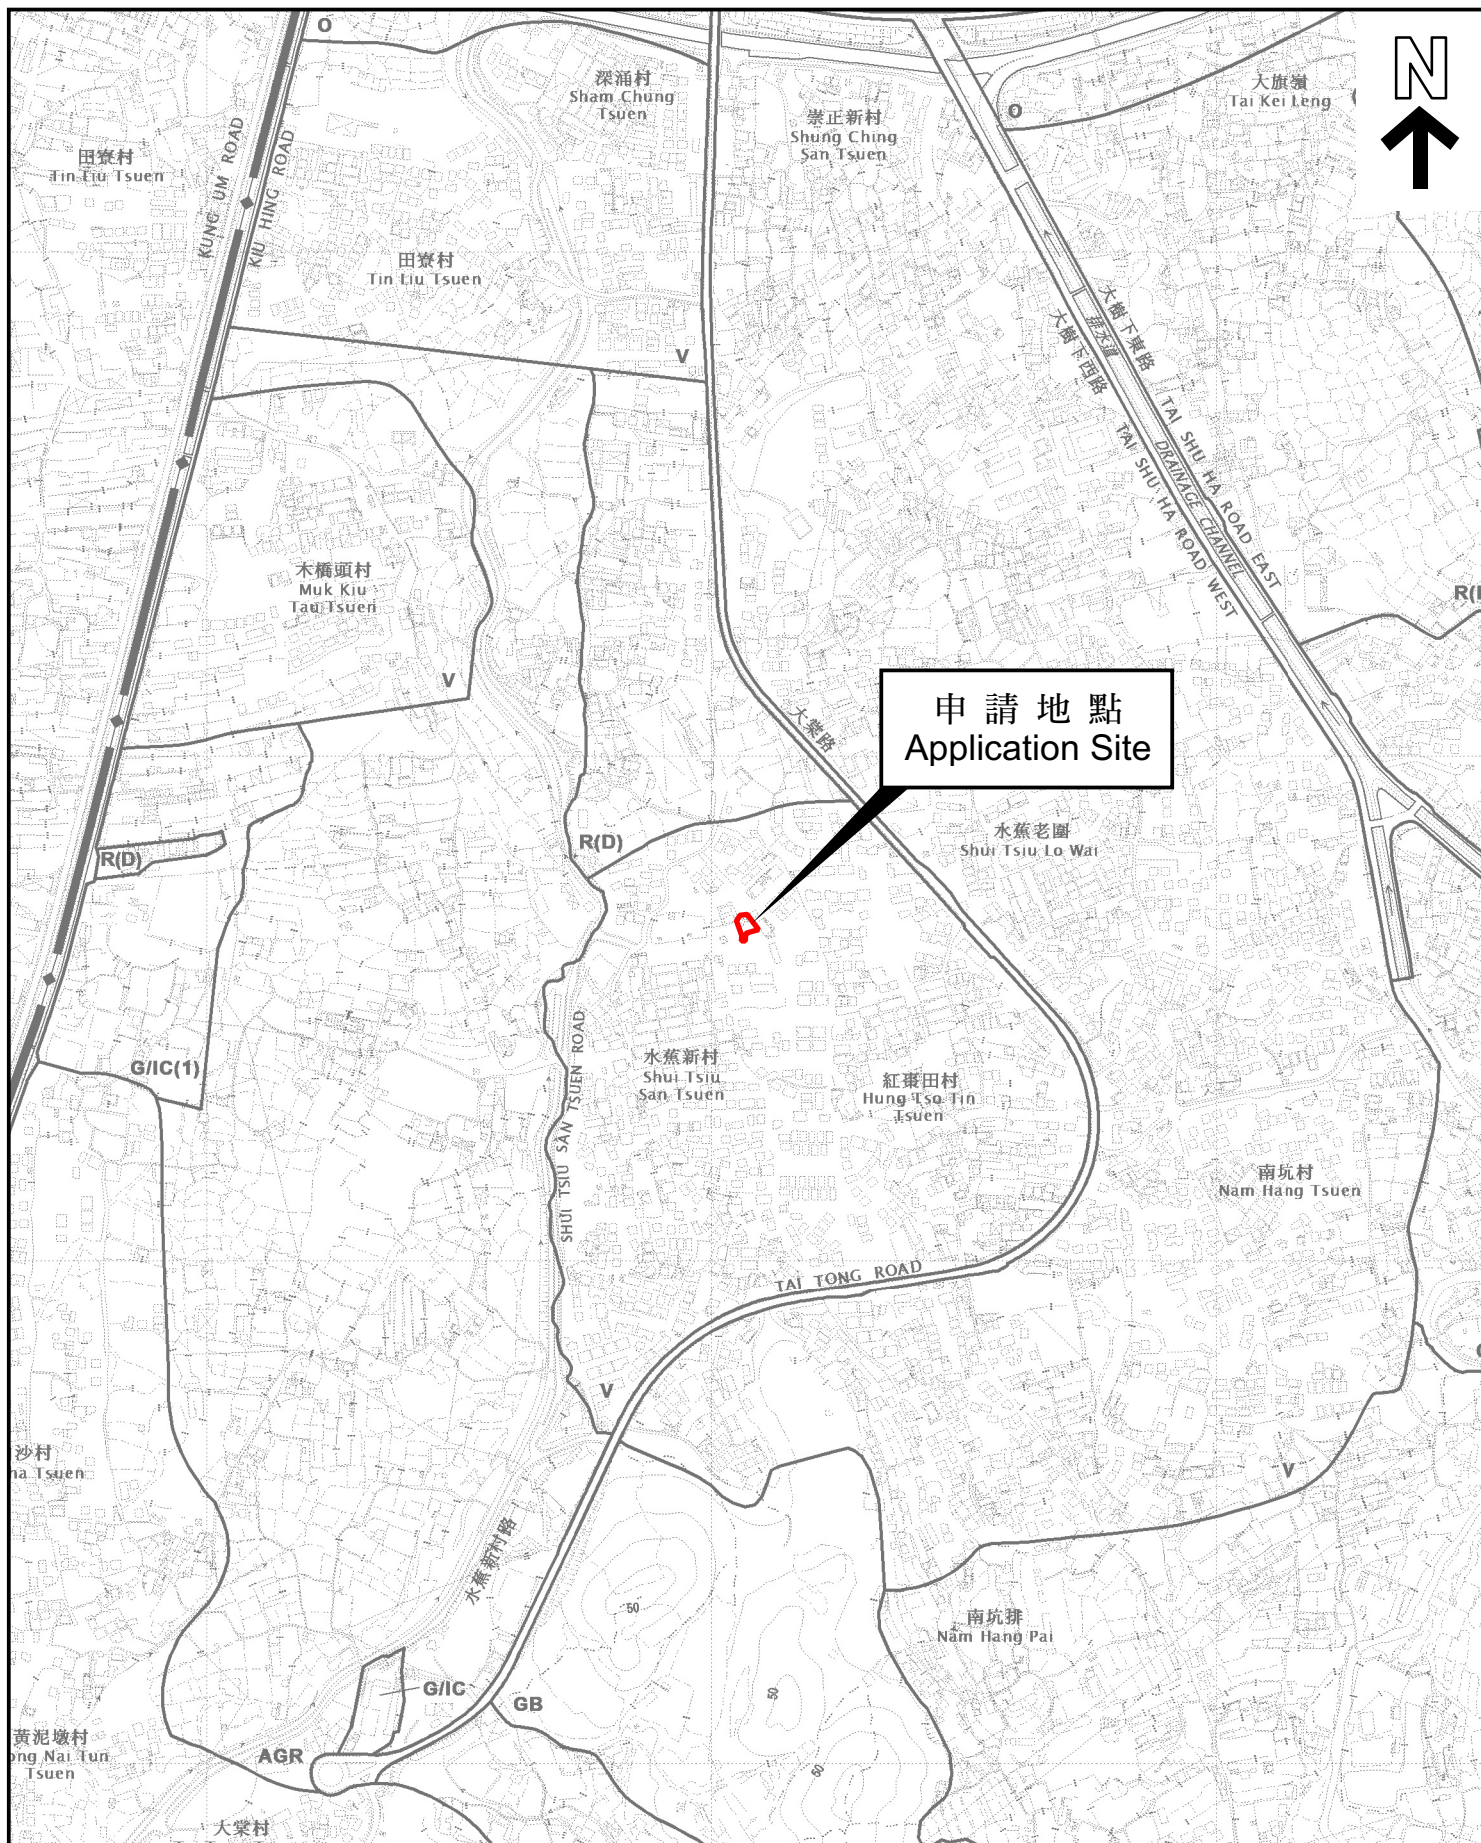 O
深涌村
Sham Chung
Tsuen
崇正新村
Shung Ching
San Tsuen
大旗嶺
Tai Kei Leng
N
O
田寮村
Tin Liu Tsuen
KUNG UM ROAD
KIU HING ROAD
田寮村
Tin Liu Tsuen
V
大樹下東路
TAI SHU HA ROAD EAST
排水道
DRAINAGE CHANNEL
大樹下西路
TAI SHU HA ROAD WEST
木橋頭村
Muk Kiu
Tau Tsuen
V
申請地點
Application Site
大棠路
水蕉老圍
Shui Tsiu Lo Wai
R(D)
R(D)
G/IC(1)
SHUI TSIU SAN TSUEN ROAD
水蕉新村
Shui Tsiu
San Tsuen
紅棗田村
Hung Tso Tin
Tsuen
南坑村
Nam Hang Tsuen
TAI TONG ROAD
V
沙村
Tsuen
V
水蕉新村路
50
南坑排
Nam Hang Pai
50
G/IC
GB
黃泥墩村
ong Nai Tun
Tsuen
AGR
50
大棠村